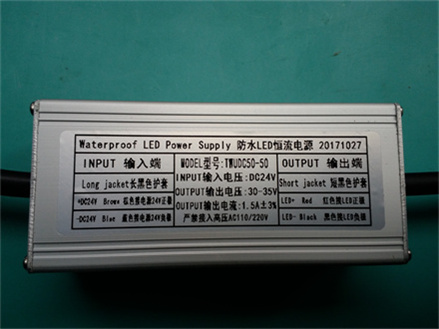 Waterproof LED Power Supply 防水LED恒流电源 20171027
INPUT 输入端
MODEL型号: TWUDC50-50
OUTPUT 输出端
INPUT输入电压: DC24V
Long jacket长黑色护套
OUTPUT输出电压: 30-35V
Short jacket 短黑色护套
+DC24V Brown 棕色接电源24V正极
OUTPUT输出电流: 1.5A±3%
LED+ Red 红色接LED正极
-DC24V Blue 蓝色接电源24V负极
严禁接入高压AC110/220V
LED- Black 黑色接LED负极